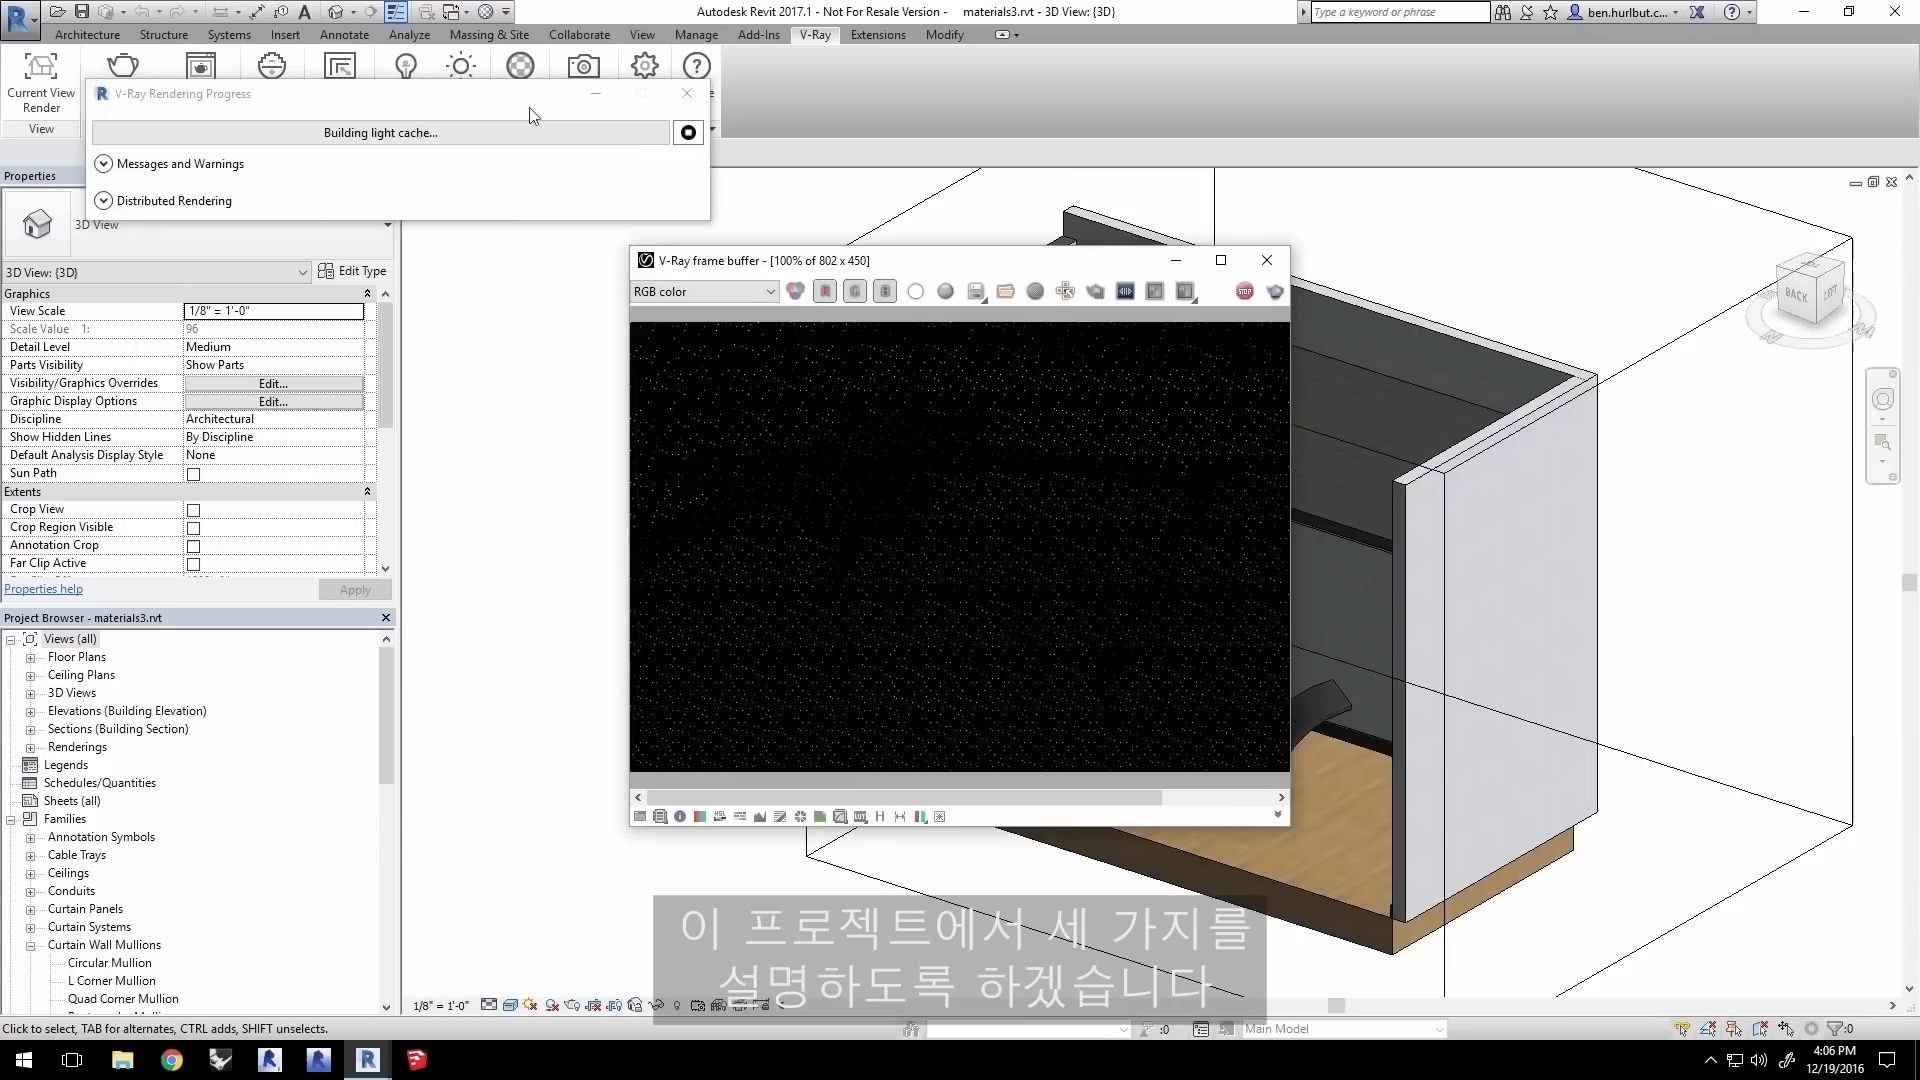 Autodesk Revit 2017.1 - Not For Resale Version - materials3.rvt - 3D View: {3D}
Type a keyword or phrase
ben.hurlbut.c...
Architecture Structure Systems Insert Annotate Analyze Massing & Site Collaborate View Manage Add-Ins V-Ray Extensions Modify
Current View
Render
View
V-Ray Rendering Progress
Building light cache...
Messages and Warnings
Distributed Rendering
Properties
3D View
3D View: {3D}
Edit Type
Graphics
View Scale 1/8" = 1'-0"
Scale Value 1: 96
Detail Level Medium
Parts Visibility Show Parts
Visibility/Graphics Overrides Edit...
Graphic Display Options Edit...
Discipline Architectural
Show Hidden Lines By Discipline
Default Analysis Display Style None
Sun Path
Extents
Crop View
Crop Region Visible
Annotation Crop
Far Clip Active
Properties help
Apply
Project Browser - materials3.rvt
Views (all)
Floor Plans
Ceiling Plans
3D Views
Elevations (Building Elevation)
Sections (Building Section)
Renderings
Legends
Schedules/Quantities
Sheets (all)
Families
Annotation Symbols
Cable Trays
Ceilings
Conduits
Curtain Panels
Curtain Systems
Curtain Wall Mullions
Circular Mullion
L Corner Mullion
Quad Corner Mullion
V-Ray frame buffer - [100% of 802 x 450]
RGB color
STOP
BACK
LEFT
이 프로젝트에서 세 가지를
설명하도록 하겠습니다
1/8" = 1'-0"
Click to select, TAB for alternates, CTRL adds, SHIFT unselects.
:0
Main Model
:0
4:06 PM
12/19/2016